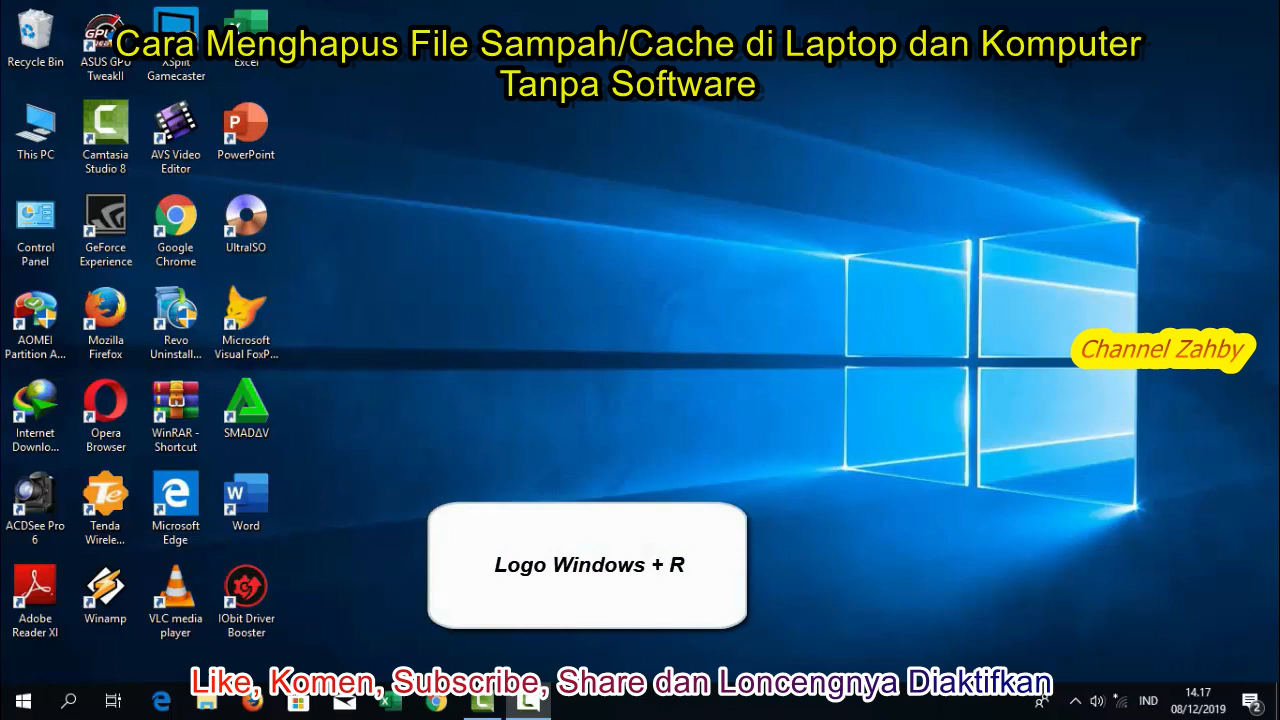 Cara Menghapus File Sampah/Cache di Laptop dan Komputer
Tanpa Software
Recycle Bin
ASUS GPU
TweakII
XSplit
Gamecaster
Excel
This PC
Camtasia
Studio 8
AVS Video
Editor
PowerPoint
Control
Panel
GeForce
Experience
Google
Chrome
UltraISO
AOMEI
Partition A...
Mozilla
Firefox
Revo
Uninstall...
Microsoft
Visual FoxP...
Channel Zahby
Internet
Downlo...
Opera
Browser
WinRAR -
Shortcut
SMADΔV
ACDSee Pro
6
Tenda
Wirele...
Microsoft
Edge
Word
Logo Windows + R
Adobe
Reader XI
Winamp
VLC media
player
IObit Driver
Booster
Like, Komen, Subscribe, Share dan Loncengnya Diaktifkan
IND
14.17
08/12/2019
2